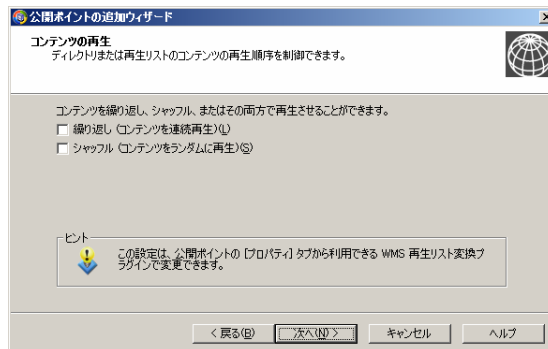 公開ポイントの追加ウィザード
コンテンツの再生
ディレクトリまたは再生リストのコンテンツの再生順序を制御できます。
コンテンツを繰り返し、シャッフル、またはその両方で再生させることができます。
繰り返し (コンテンツを連続再生)(L)
シャッフル (コンテンツをランダムに再生)(S)
ヒント
この設定は、公開ポイントの [プロパティ] タブから利用できる WMS 再生リスト変換プ
ラグインで変更できます。
< 戻る(B) 次へ(N) > キャンセル ヘルプ